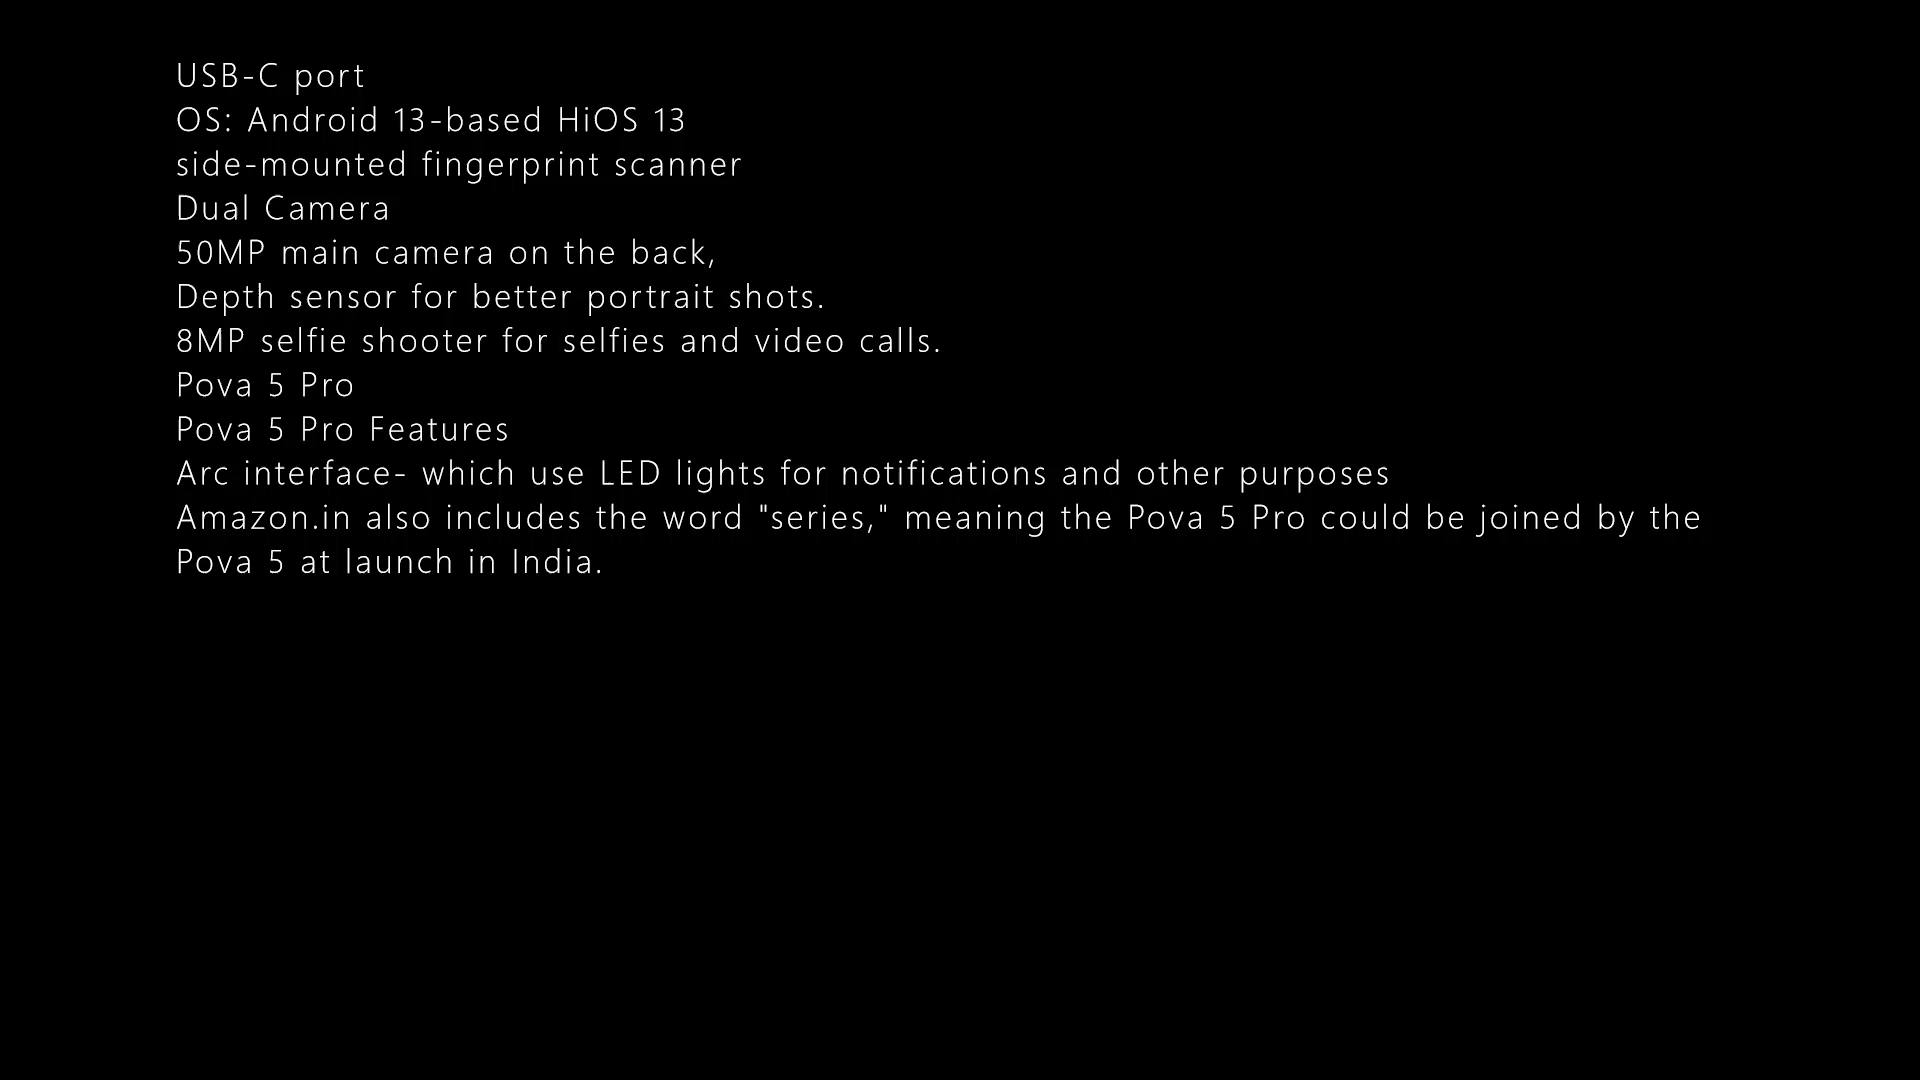 USB-C port
OS: Android 13-based HiOS 13
side-mounted fingerprint scanner
Dual Camera
50MP main camera on the back,
Depth sensor for better portrait shots.
8MP selfie shooter for selfies and video calls.
Pova 5 Pro
Pova 5 Pro Features
Arc interface- which use LED lights for notifications and other purposes
Amazon.in also includes the word "series," meaning the Pova 5 Pro could be joined by the
Pova 5 at launch in India.